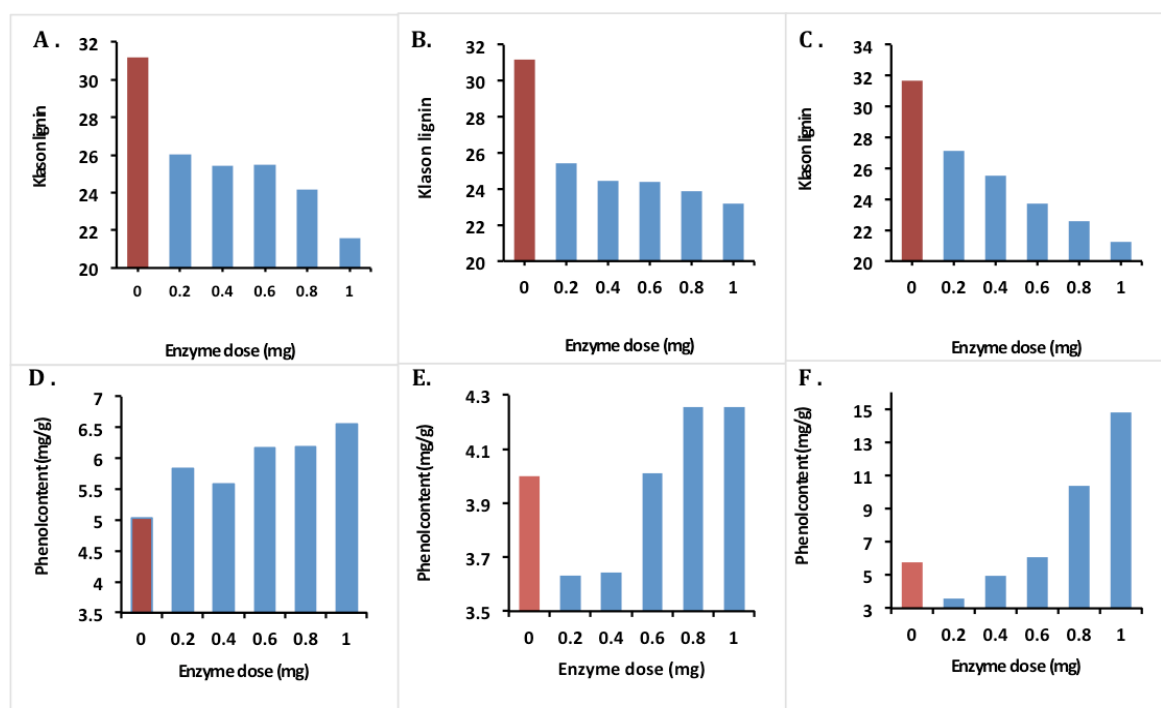 A .
32
30
28
26
24
22
20
Klason lignin
0 0.2 0.4 0.6 0.8 1
Enzyme dose (mg)
B.
32
30
28
26
24
22
20
Klason lignin
0 0.2 0.4 0.6 0.8 1
Enzyme dose (mg)
C .
34
32
30
28
26
24
22
20
Klason lignin
0 0.2 0.4 0.6 0.8 1
Enzyme dose (mg)
D .
7
6.5
6
5.5
5
4.5
4
3.5
Phenolcontent(mg/g)
0 0.2 0.4 0.6 0.8 1
Enzyme dose (mg)
E.
4.3
4.1
3.9
3.7
3.5
Phenolcontent(mg/g)
0 0.2 0.4 0.6 0.8 1
Enzyme dose (mg)
F .
15
13
11
9
7
5
3
Phenolcontent(mg/g)
0 0.2 0.4 0.6 0.8 1
Enzyme dose (mg)